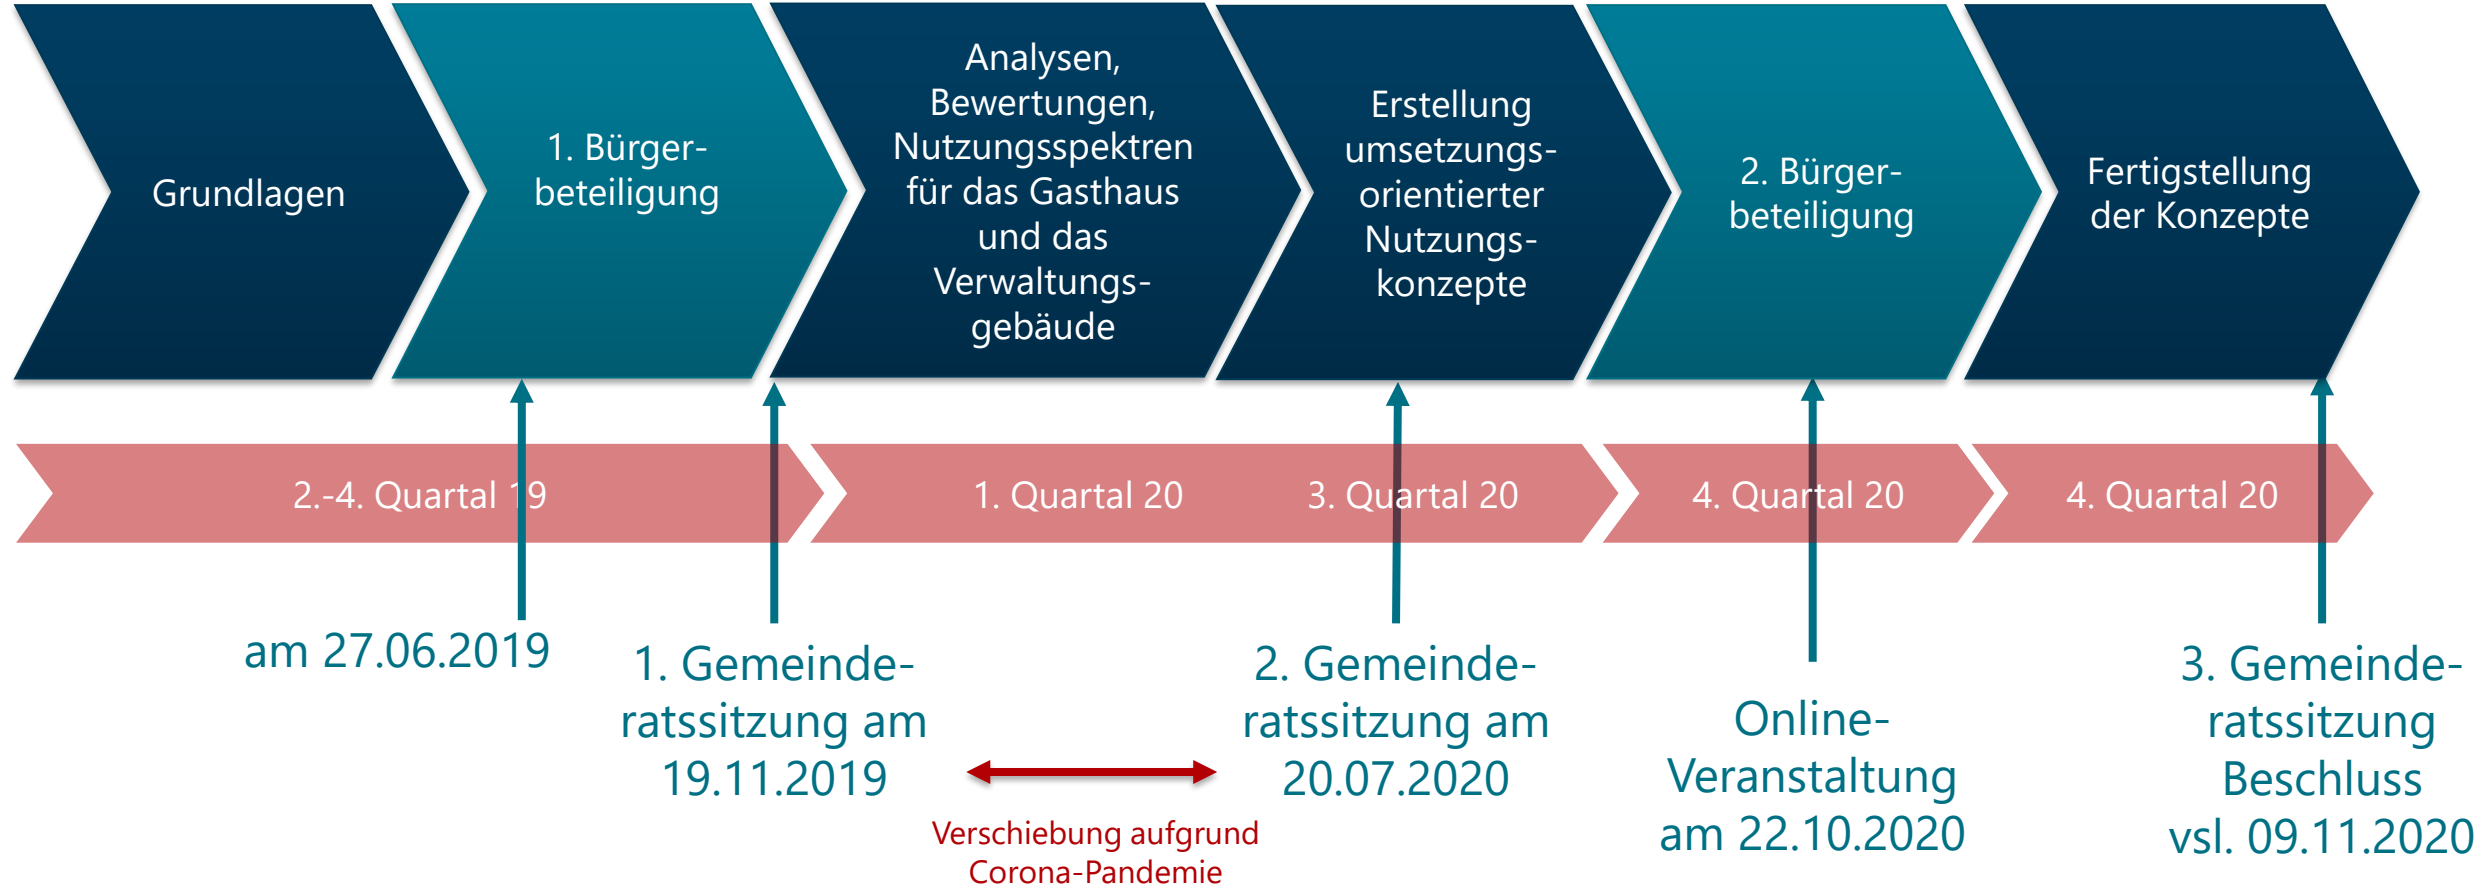 Grundlagen
1. Bürger-
beteiligung
Analysen,
Bewertungen,
Nutzungsspektren
für das Gasthaus
und das
Verwaltungs-
gebäude
Erstellung
umsetzungs-
orientierter
Nutzungs-
konzepte
2. Bürger-
beteiligung
Fertigstellung
der Konzepte
2.-4. Quartal 19
1. Quartal 20
3. Quartal 20
4. Quartal 20
4. Quartal 20
am 27.06.2019
1. Gemeinde-
ratssitzung am
19.11.2019
Verschiebung aufgrund
Corona-Pandemie
2. Gemeinde-
ratssitzung am
20.07.2020
Online-
Veranstaltung
am 22.10.2020
3. Gemeinde-
ratssitzung
Beschluss
vsl. 09.11.2020